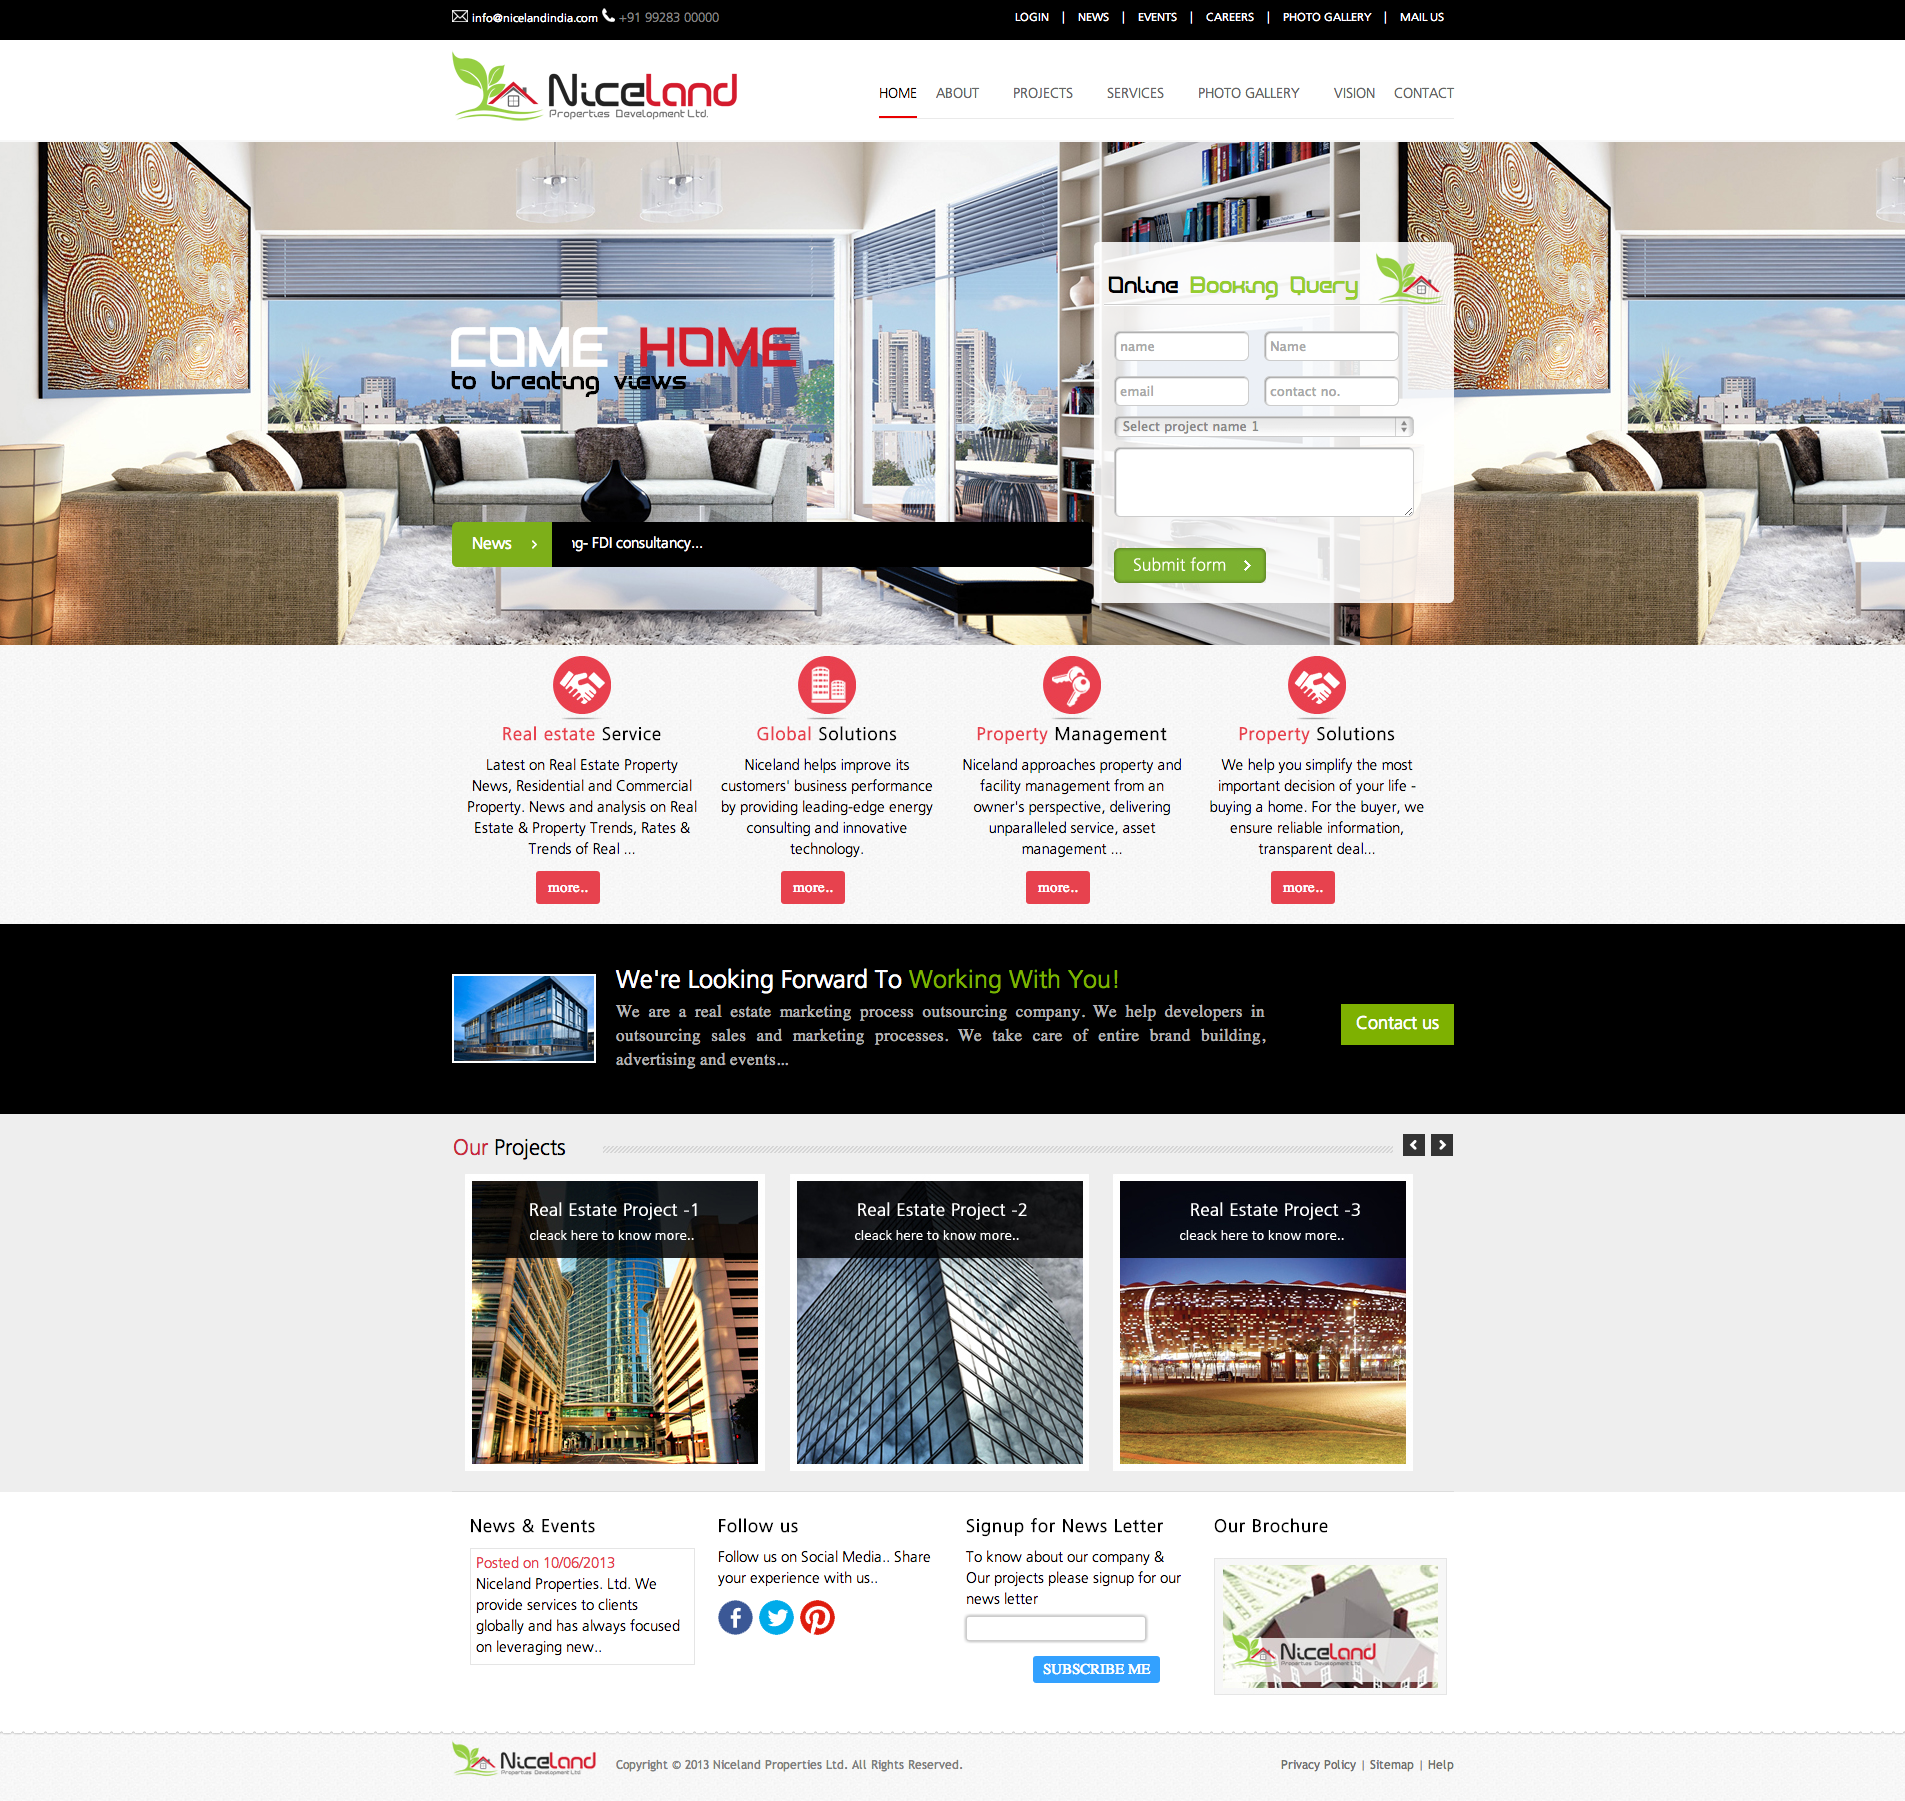 info@nicelandindia.com +91 99283 00000
LOGIN | NEWS | EVENTS | CAREERS | PHOTO GALLERY | MAIL US
Niceland
Properties Development Ltd.
HOME ABOUT PROJECTS SERVICES PHOTO GALLERY VISION CONTACT
COME HOME
to breating views
Online Booking Query
name Name
email contact no.
Select project name 1
Submit form
News
g- FDI consultancy...
Real estate Service
Latest on Real Estate Property
News, Residential and Commercial
Property. News and analysis on Real
Estate & Property Trends, Rates &
Trends of Real ...
more..
Global Solutions
Niceland helps improve its
customers' business performance
by providing leading-edge energy
consulting and innovative
technology.
more..
Property Management
Niceland approaches property and
facility management from an
owner's perspective, delivering
unparalleled service, asset
management ...
more..
Property Solutions
We help you simplify the most
important decision of your life -
buying a home. For the buyer, we
ensure reliable information,
transparent deal...
more..
We're Looking Forward To Working With You!
We are a real estate marketing process outsourcing company. We help developers in
outsourcing sales and marketing processes. We take care of entire brand building,
advertising and events...
Contact us
Our Projects
Real Estate Project -1
cleack here to know more..
Real Estate Project -2
cleack here to know more..
Real Estate Project -3
cleack here to know more..
News & Events
Posted on 10/06/2013
Niceland Properties. Ltd. We
provide services to clients
globally and has always focused
on leveraging new..
Follow us
Follow us on Social Media.. Share
your experience with us..
Signup for News Letter
To know about our company &
Our projects please signup for our
news letter
SUBSCRIBE ME
Our Brochure
Niceland
Properties Development Ltd
Niceland
Properties Development Ltd
Copyright © 2013 Niceland Properties Ltd. All Rights Reserved.
Privacy Policy | Sitemap | Help